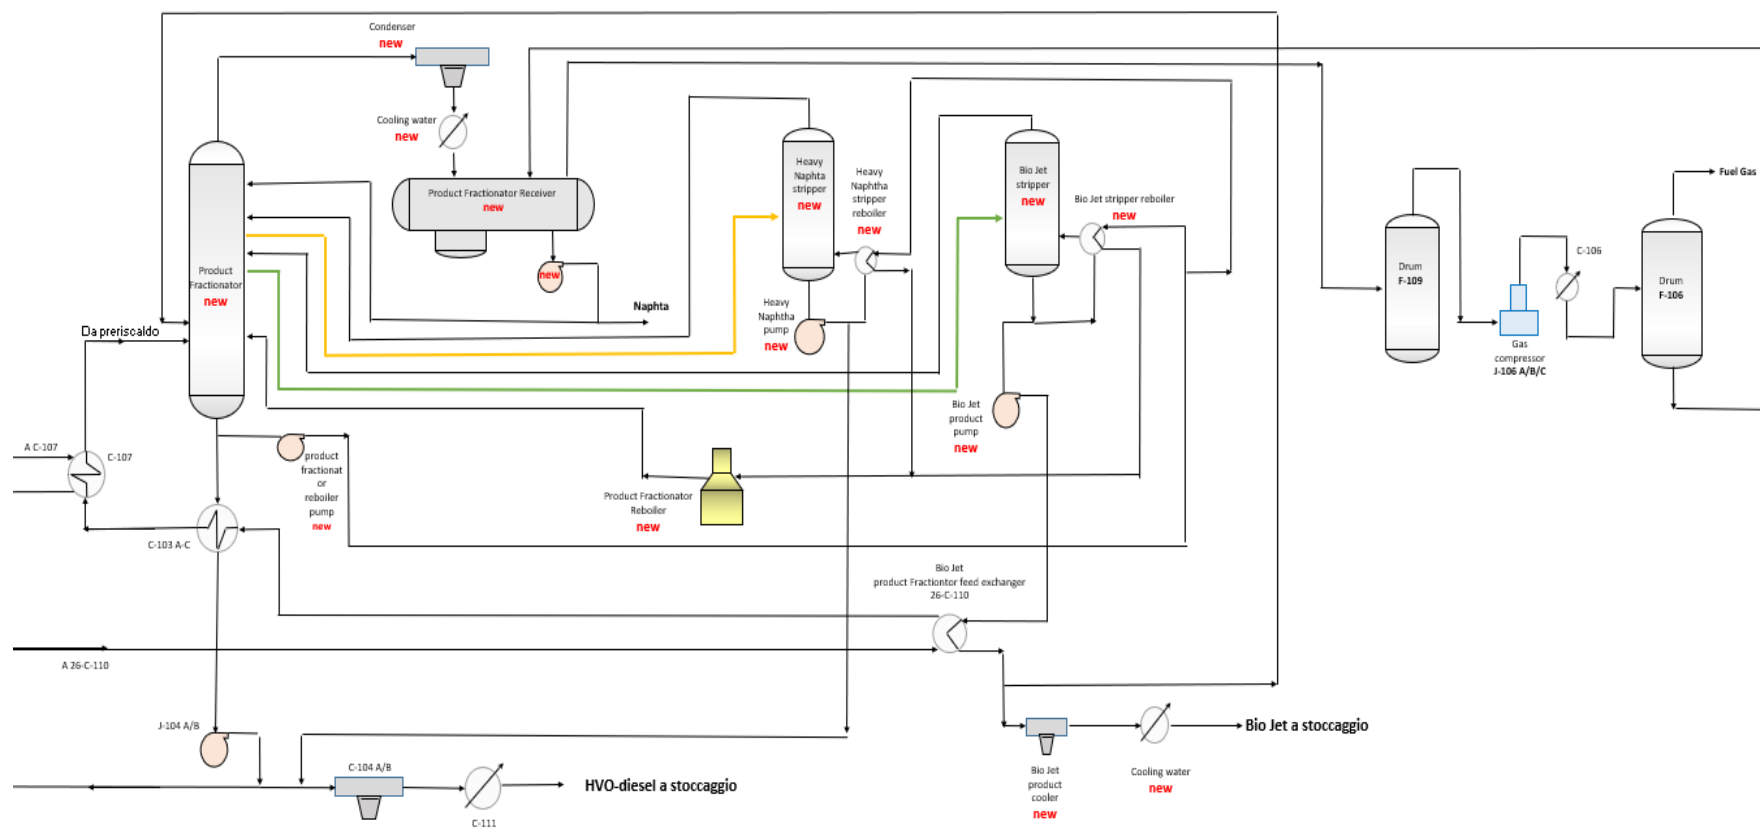 Condenser
new
Cooling water
new
Product Fractionator Receiver
new
new
Naphta
Product
Fractionator
new
Da preriscaldo
A C-107
C-107
C-103 A-C
product
fractionat
or
reboiler
pump
new
Heavy
Naphta
stripper
new
Heavy
Naphtha
stripper
reboiler
new
Heavy
Naphtha
pump
new
Bio Jet
stripper
new
Bio Jet stripper reboiler
new
Bio Jet
product
pump
new
Product Fractionator
Reboiler
new
Bio Jet
product Fractiontor feed exchanger
26-C-110
A 26-C-110
J-104 A/B
C-104 A/B
C-111
HVO-diesel a stoccaggio
Bio Jet
product
cooler
new
Cooling water
new
Bio Jet a stoccaggio
Drum
F-109
Gas
compressor
J-106 A/B/C
C-106
Drum
F-106
Fuel Gas